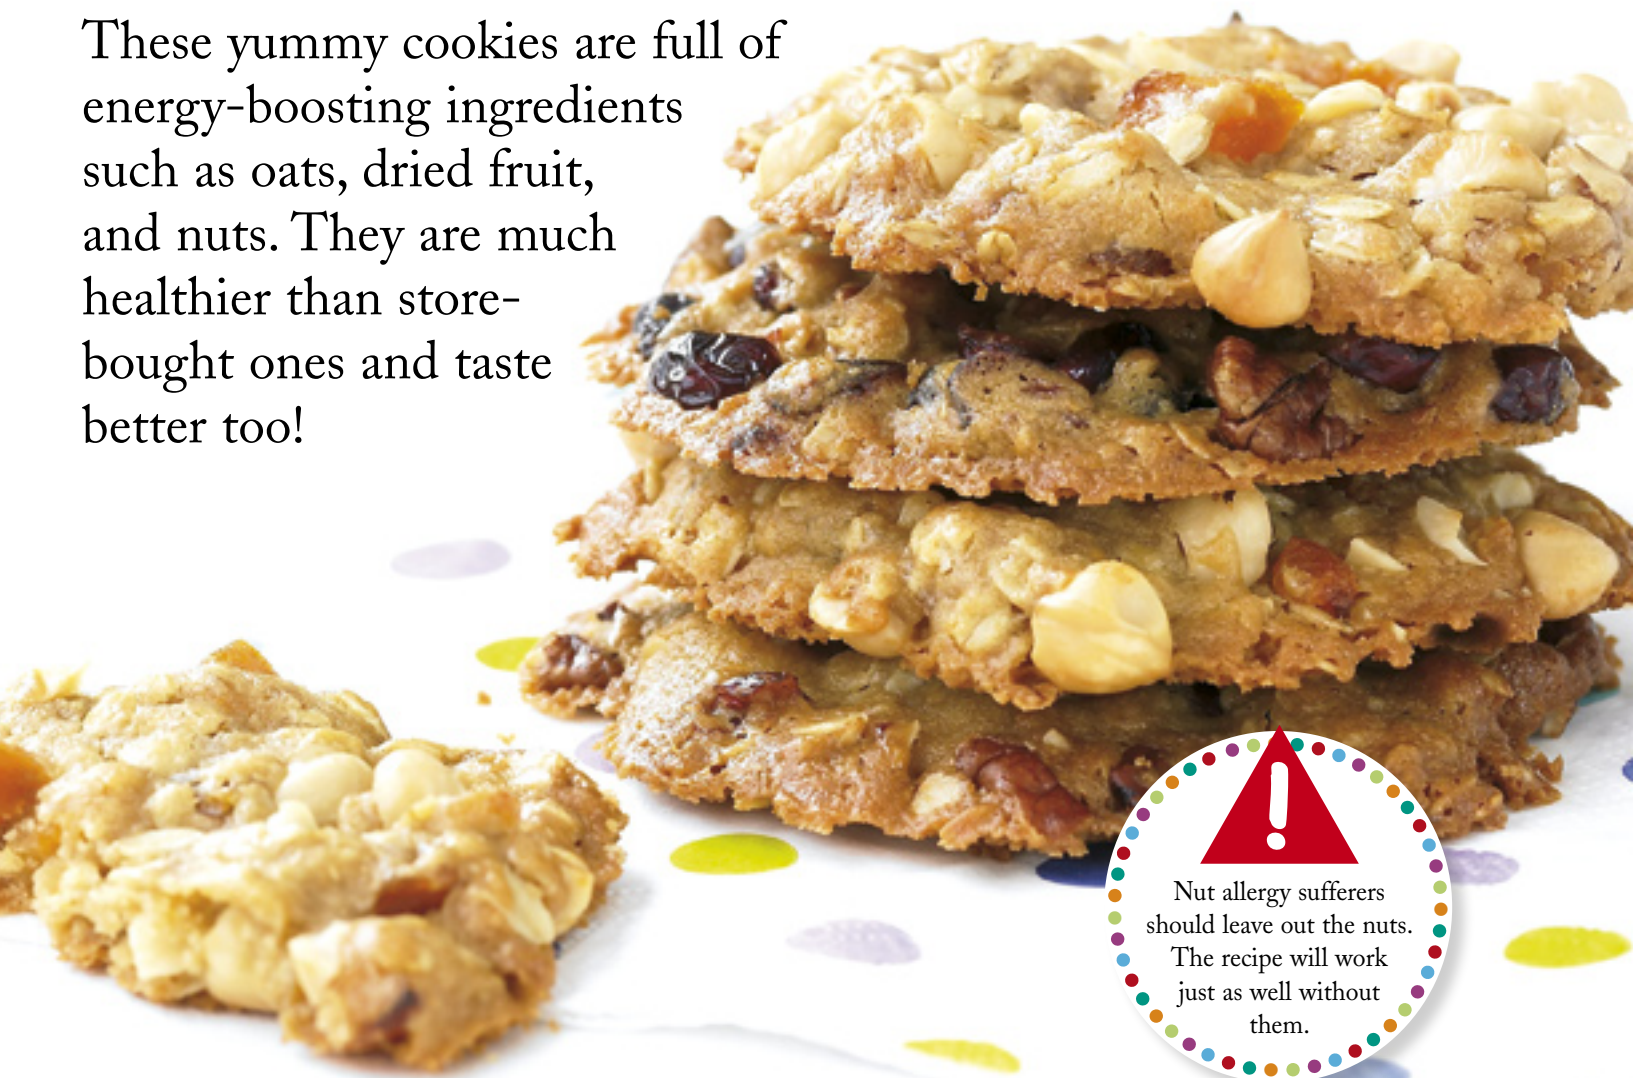 These yummy cookies are full of
energy-boosting ingredients
such as oats, dried fruit,
and nuts. They are much
healthier than store-
bought ones and taste
better too!
!
Nut allergy sufferers
should leave out the nuts.
The recipe will work
just as well without
them.